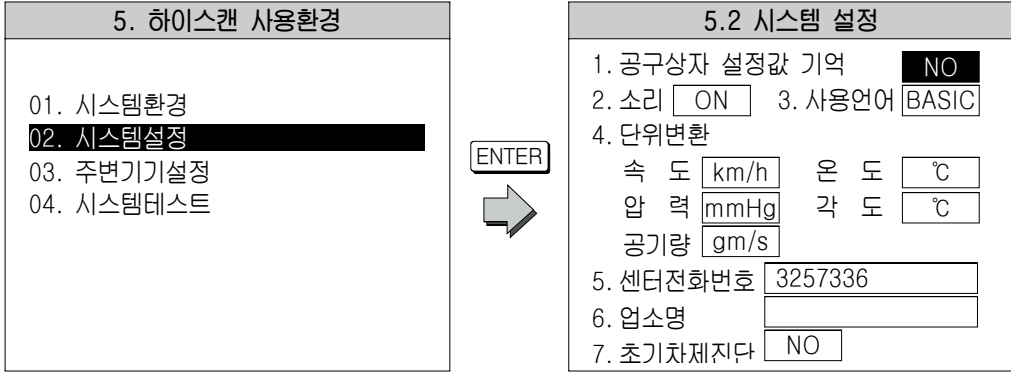 5. 하이스캔 사용환경
01. 시스템환경
02. 시스템설정
03. 주변기기설정
04. 시스템테스트
ENTER
5.2 시스템 설정
1. 공구상자 설정값 기억 NO
2. 소리 ON 3. 사용언어 BASIC
4. 단위변환
속 도 km/h 온 도 ℃
압 력 mmHg 각 도 ℃
공기량 gm/s
5. 센터전화번호 3257336
6. 업소명
7. 초기차제진단 NO